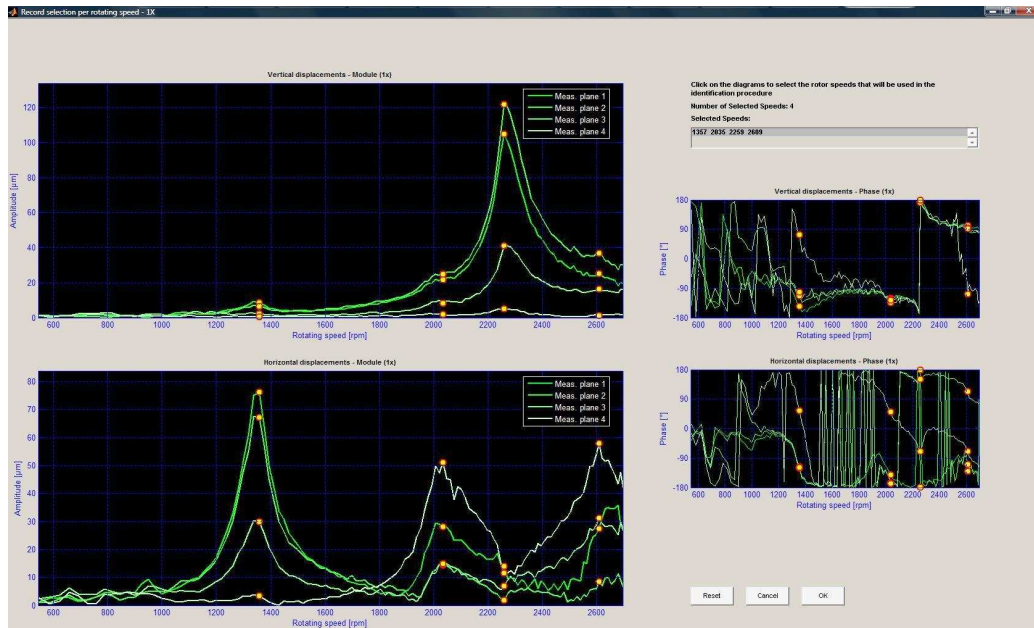 Record selection per rotating speed - 1X
Vertical displacements - Module (1x)
Meas. plane 1
Meas. plane 2
Meas. plane 3
Meas. plane 4
120
100
80
60
40
20
0
Amplitude [µm]
600 800 1000 1200 1400 1600 1800 2000 2200 2400 2600
Rotating speed [rpm]
Horizontal displacements - Module (1x)
Meas. plane 1
Meas. plane 2
Meas. plane 3
Meas. plane 4
80
70
60
50
40
30
20
10
0
Amplitude [µm]
600 800 1000 1200 1400 1600 1800 2000 2200 2400 2600
Rotating speed [rpm]
Click on the diagrams to select the rotor speeds that will be used in the
identification procedure
Number of Selected Speeds: 4
Selected Speeds:
1357 2035 2259 2609
Vertical displacements - Phase (1x)
180
90
0
-90
-180
Phase [°]
600 800 1000 1200 1400 1600 1800 2000 2200 2400 2600
Rotating speed [rpm]
Horizontal displacements - Phase (1x)
180
90
0
-90
-180
Phase [°]
600 800 1000 1200 1400 1600 1800 2000 2200 2400 2600
Rotating speed [rpm]
Reset Cancel OK